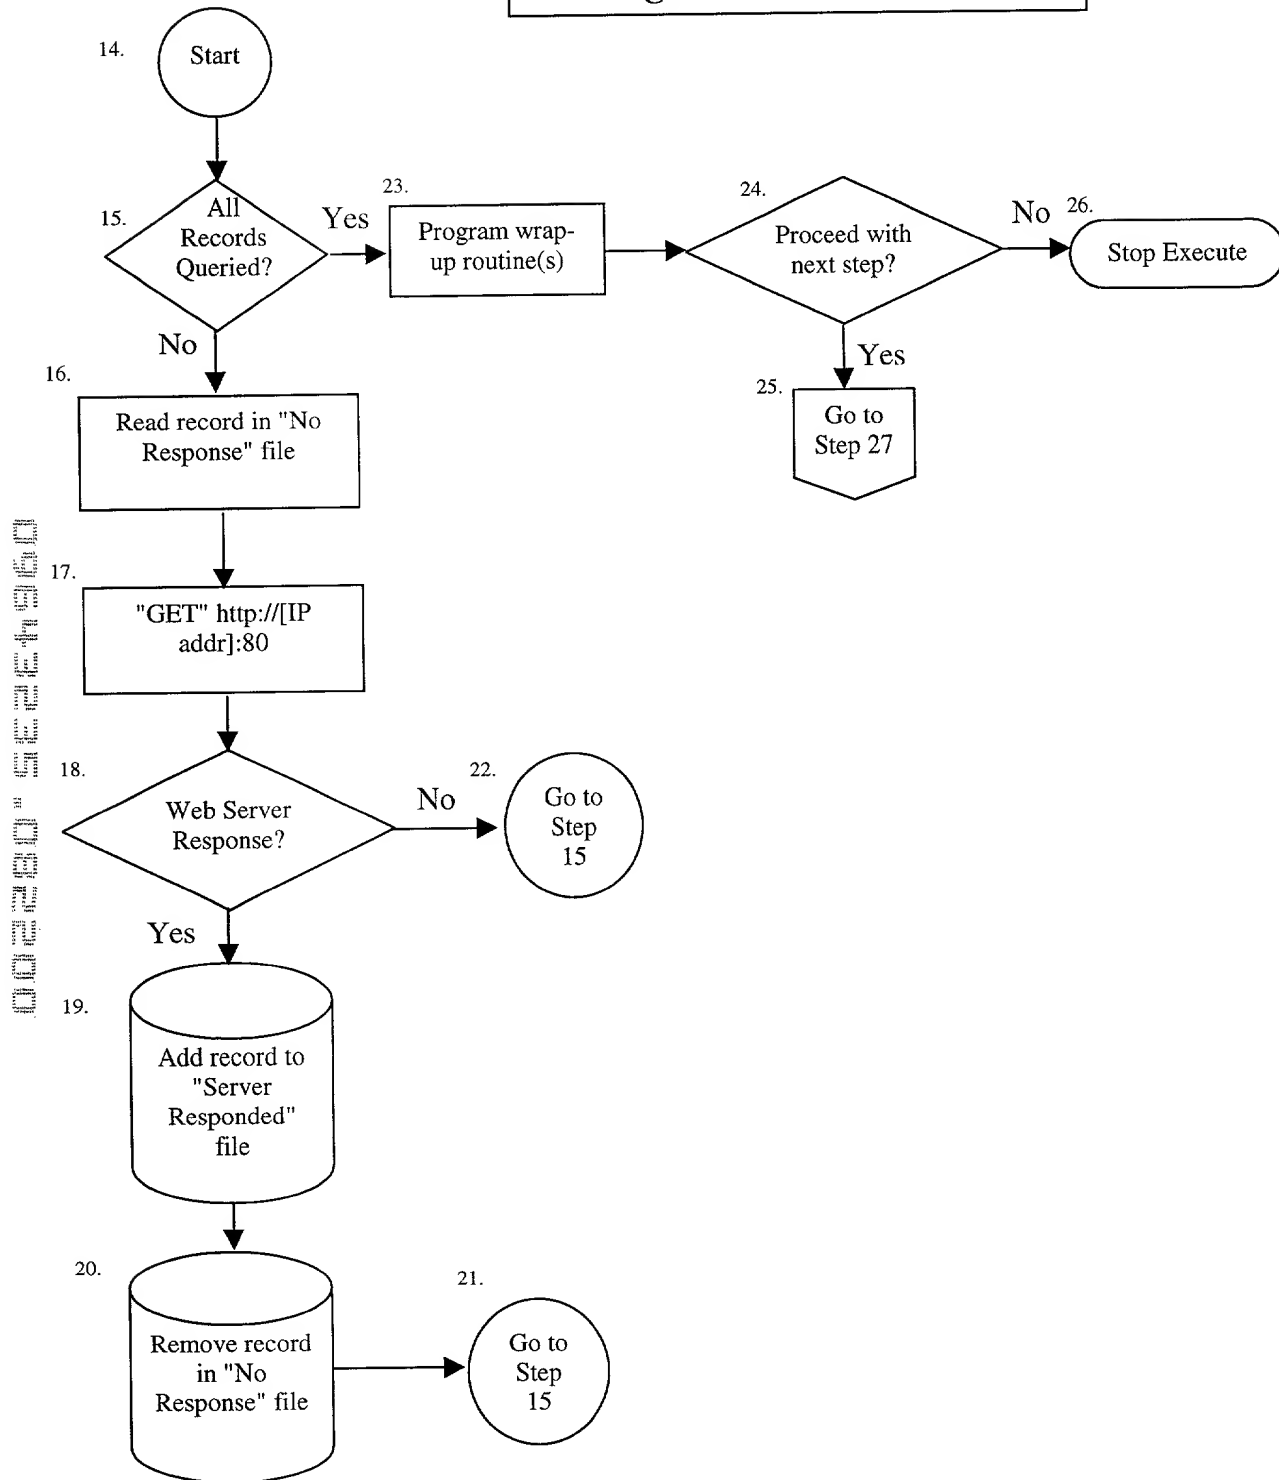 14.
Start
15.
All
Records
Queried?
Yes
23.
Program wrap-
up routine(s)
24.
Proceed with
next step?
No
26.
Stop Execute
No
Yes
25.
Go to
Step 27
16.
Read record in "No
Response" file
17.
"GET" http://[IP
addr]:80
18.
Web Server
Response?
No
22.
Go to
Step
15
Yes
19.
Add record to
"Server
Responded"
file
20.
Remove record
in "No
Response" file
21.
Go to
Step
15